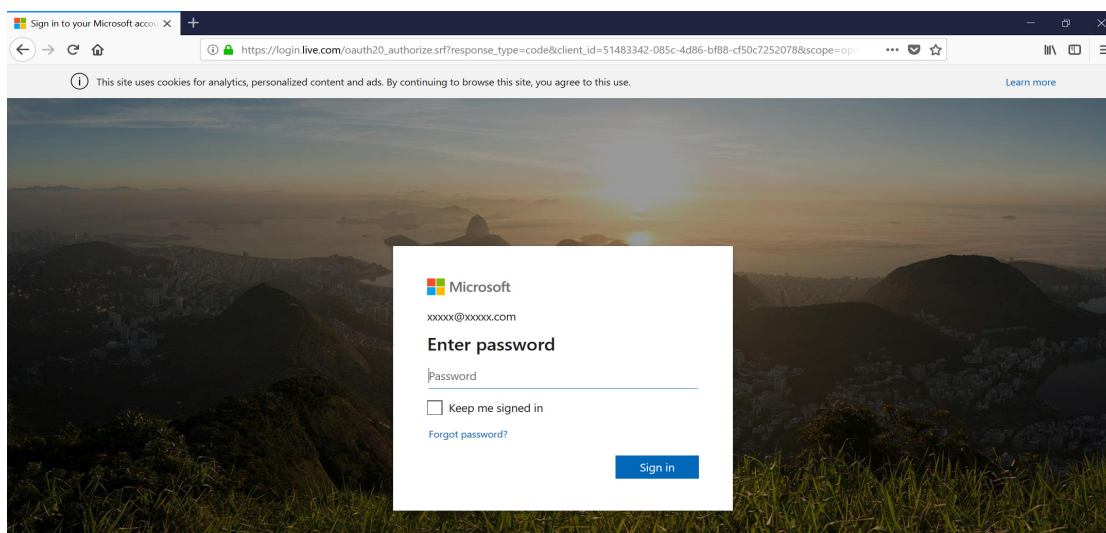 Sign in to your Microsoft accou
https://login.live.com/oauth20_authorize.srf?response_type=code&client_id=51483342-085c-4d86-bf88-cf50c7252078&scope=ope
This site uses cookies for analytics, personalized content and ads. By continuing to browse this site, you agree to this use. Learn more
Microsoft
xxxxx@xxxxx.com
Enter password
Password
Keep me signed in
Forgot password?
Sign in